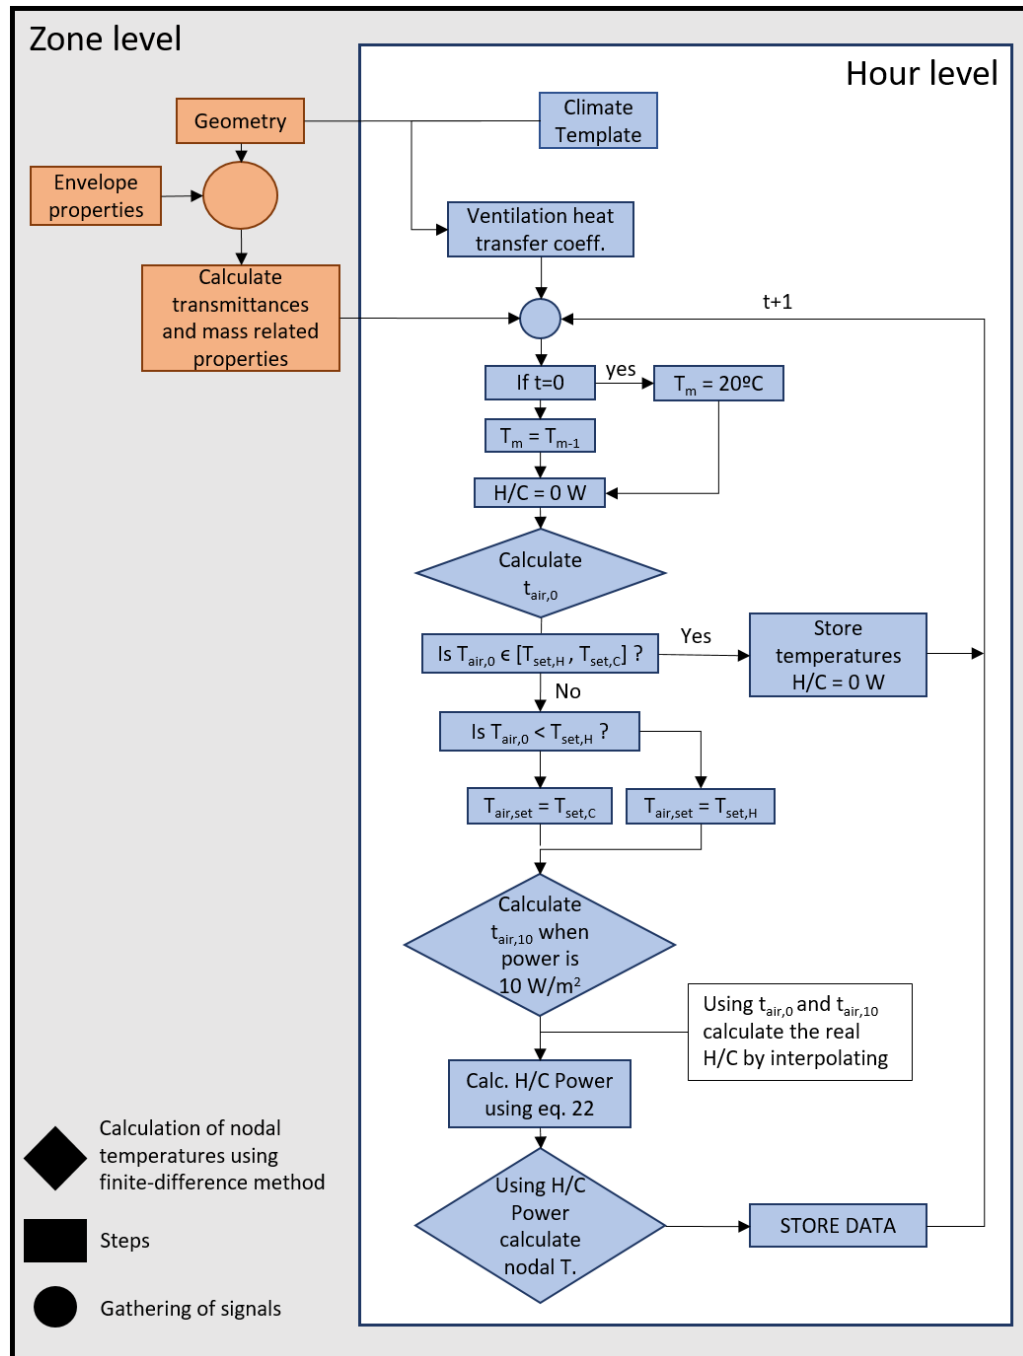 Zone level
Hour level
Geometry
Climate
Template
Envelope
properties
Ventilation heat
transfer coeff.
Calculate
transmittances
and mass related
properties
t+1
If t=0
yes
Tm = 20ºC
Tm = Tm-1
H/C = 0 W
Calculate
tair,0
Is Tair,0 ϵ [Tset,H , Tset,C] ?
Yes
Store
temperatures
H/C = 0 W
No
Is Tair,0 < Tset,H ?
Tair,set = Tset,C
Tair,set = Tset,H
Calculate
tair,10 when
power is
10 W/m²
Using tair,0 and tair,10
calculate the real
H/C by interpolating
Calc. H/C Power
using eq. 22
Using H/C
Power
calculate
nodal T.
STORE DATA
Calculation of nodal
temperatures using
finite-difference method
Steps
Gathering of signals